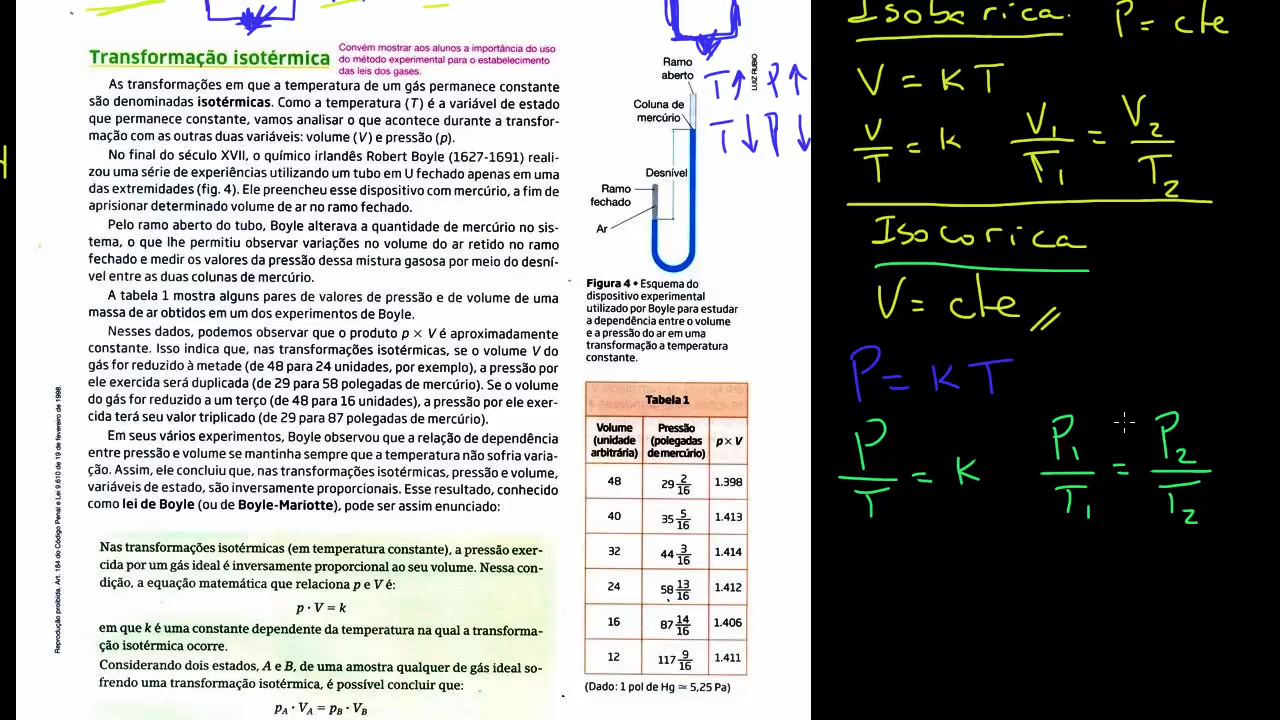 Transformação isotérmica
Convém mostrar aos alunos a importância do uso
do método experimental para o estabelecimento
das leis dos gases.
As transformações em que a temperatura de um gás permanece constante
são denominadas isotérmicas. Como a temperatura (T) é a variável de estado
que permanece constante, vamos analisar o que acontece durante a transfor-
mação com as outras duas variáveis: volume (V) e pressão (p).
No final do século XVII, o químico irlandês Robert Boyle (1627-1691) reali-
zou uma série de experiências utilizando um tubo em U fechado apenas em uma
das extremidades (fig. 4). Ele preencheu esse dispositivo com mercúrio, a fim de
aprisionar determinado volume de ar no ramo fechado.
Pelo ramo aberto do tubo, Boyle alterava a quantidade de mercúrio no sis-
tema, o que lhe permitiu observar variações no volume do ar retido no ramo
fechado e medir os valores da pressão dessa mistura gasosa por meio do desní-
vel entre as duas colunas de mercúrio.
A tabela 1 mostra alguns pares de valores de pressão e de volume de uma
massa de ar obtidos em um dos experimentos de Boyle.
Nesses dados, podemos observar que o produto p × V é aproximadamente
constante. Isso indica que, nas transformações isotérmicas, se o volume V do
gás for reduzido à metade (de 48 para 24 unidades, por exemplo), a pressão por
ele exercida será duplicada (de 29 para 58 polegadas de mercúrio). Se o volume
do gás for reduzido a um terço (de 48 para 16 unidades), a pressão por ele exer-
cida terá seu valor triplicado (de 29 para 87 polegadas de mercúrio).
Em seus vários experimentos, Boyle observou que a relação de dependência
entre pressão e volume se mantinha sempre que a temperatura não sofria varia-
ção. Assim, ele concluiu que, nas transformações isotérmicas, pressão e volume,
variáveis de estado, são inversamente proporcionais. Esse resultado, conhecido
como lei de Boyle (ou de Boyle-Mariotte), pode ser assim enunciado:
Nas transformações isotérmicas (em temperatura constante), a pressão exer-
cida por um gás ideal é inversamente proporcional ao seu volume. Nessa con-
dição, a equação matemática que relaciona p e V é:
p · V = k
em que k é uma constante dependente da temperatura na qual a transforma-
ção isotérmica ocorre.
Considerando dois estados, A e B, de uma amostra qualquer de gás ideal so-
frendo uma transformação isotérmica, é possível concluir que:
pA · VA = pB · VB
Reprodução proibida. Art. 184 do Código Penal e Lei 9.610 de 19 de fevereiro de 1998.
Ramo
aberto
Coluna de
mercúrio
Desnível
Ramo
fechado
Ar
LUIZ RUBIO
T↑ P↑
T↓ P↓
Figura 4 • Esquema do
dispositivo experimental
utilizado por Boyle para estudar
a dependência entre o volume
e a pressão do ar em uma
transformação a temperatura
constante.
Tabela 1
Volume (unidade arbitrária) Pressão (polegadas de mercúrio) p × V
48 29 2/16 1.398
40 35 5/16 1.413
32 44 3/16 1.414
24 58 13/16 1.412
16 87 14/16 1.406
12 117 9/16 1.411
(Dado: 1 pol de Hg ≃ 5,25 Pa)
Isobarica. P = cte
V = K T
V/T = K V1/T1 = V2/T2
Isocorica
V = cte //
P = K T
P/T = K P1/T1 = P2/T2